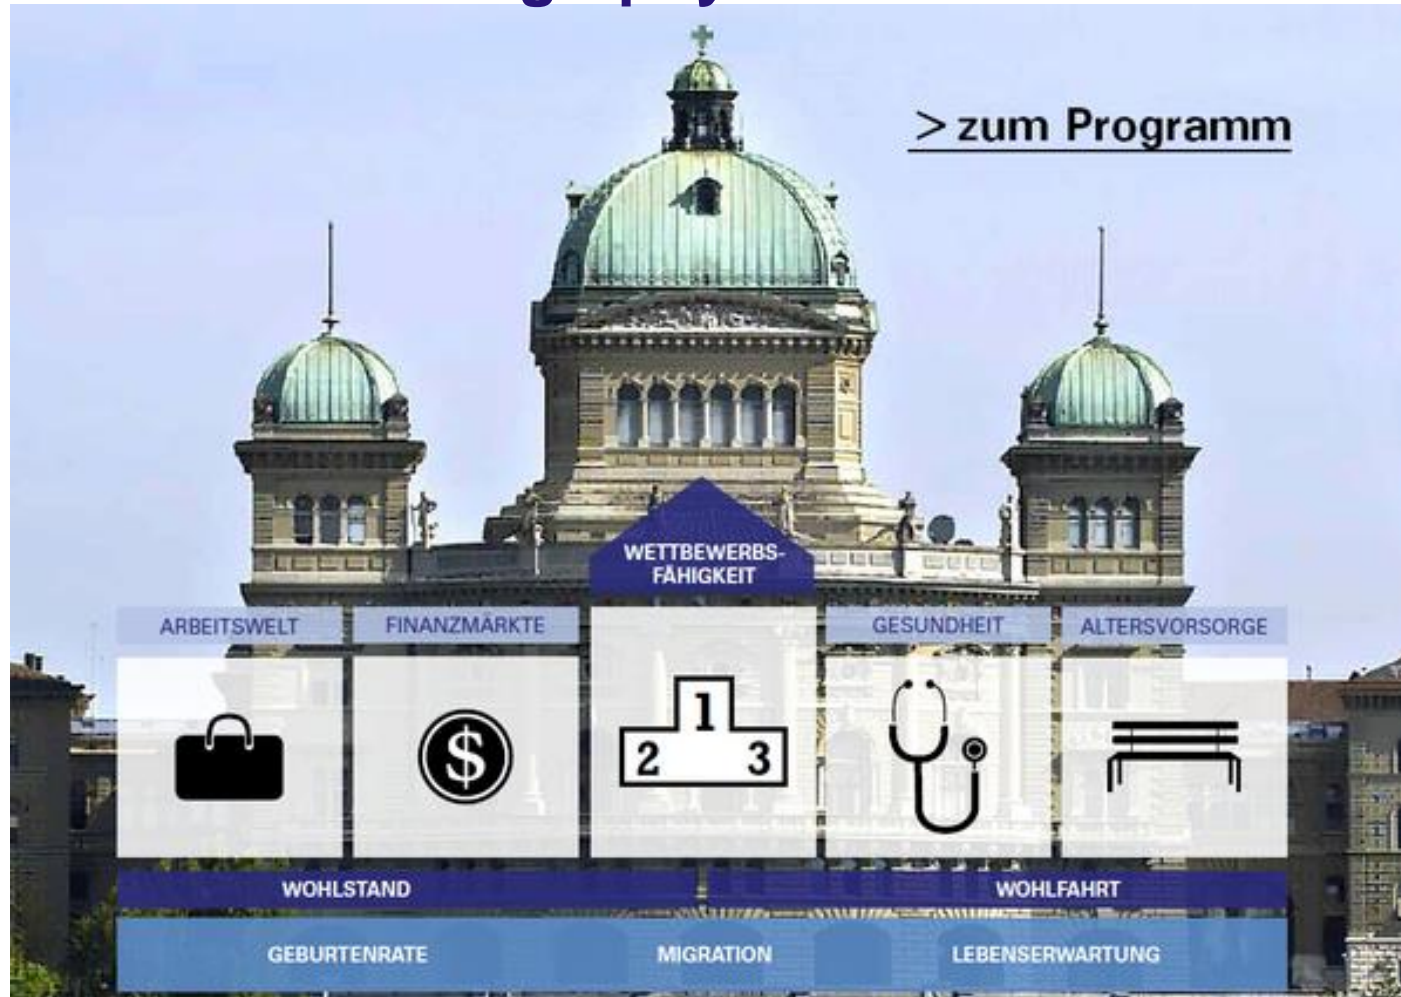 > zum Programm
WETTBEWERBS-
FÄHIGKEIT
ARBEITSWELT
FINANZMÄRKTE
GESUNDHEIT
ALTERSVORSORGE
$
1
2 3
WOHLSTAND
WOHLFAHRT
GEBURTENRATE
MIGRATION
LEBENSERWARTUNG